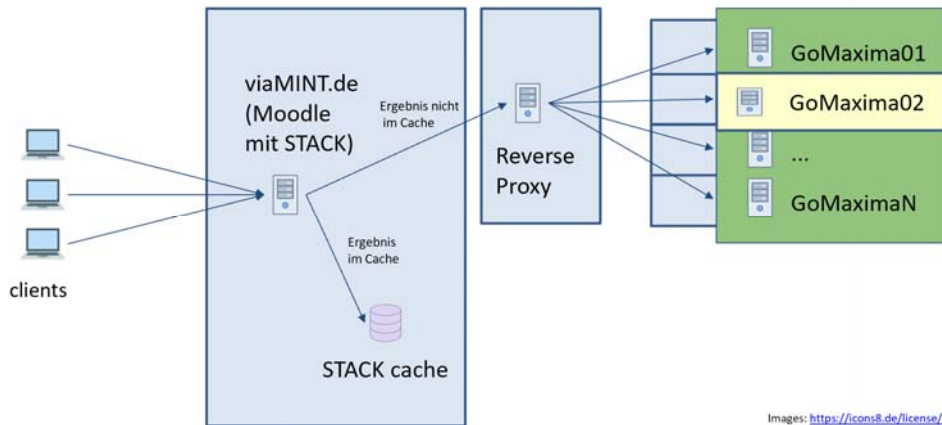 clients
viaMINT.de
(Moodle
mit STACK)
Ergebnis nicht
im Cache
Ergebnis
im Cache
STACK cache
Reverse
Proxy
GoMaxima01
GoMaxima02
...
GoMaximaN
Images: https://icons8.de/license/